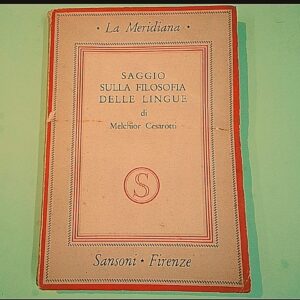 · La Meridiana ·
SAGGIO
SULLA FILOSOFIA
DELLE LINGUE
di
Melchior Cesarotti
S
Sansoni · Firenze